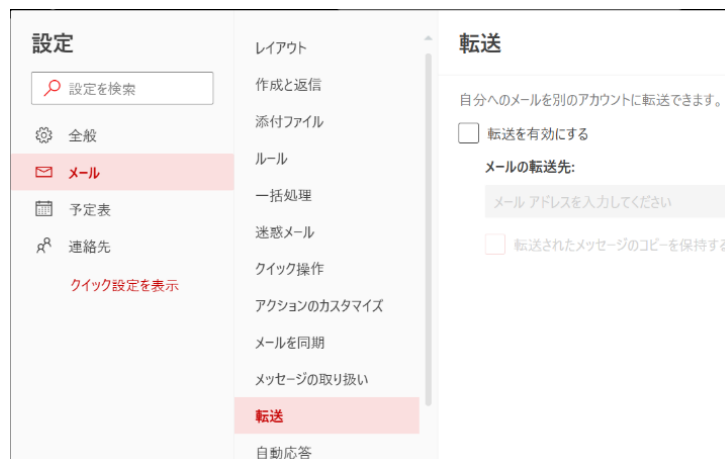 設定
設定を検索
全般
メール
予定表
連絡先
クイック設定を表示
レイアウト
作成と返信
添付ファイル
ルール
一括処理
迷惑メール
クイック操作
アクションのカスタマイズ
メールを同期
メッセージの取り扱い
転送
自動応答
転送
自分へのメールを別のアカウントに転送できます。
転送を有効にする
メールの転送先:
メール アドレスを入力してください
転送されたメッセージのコピーを保持する